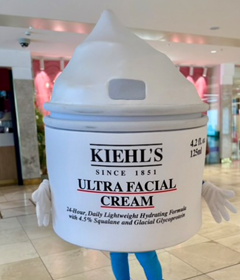 KIEHL'S
SINCE 1851
ULTRA FACIAL
CREAM
24-Hour, Daily Lightweight Hydrating Formula
with 4.5% Squalane and Glacial Glycoprotein
4.2 fl.
125ml